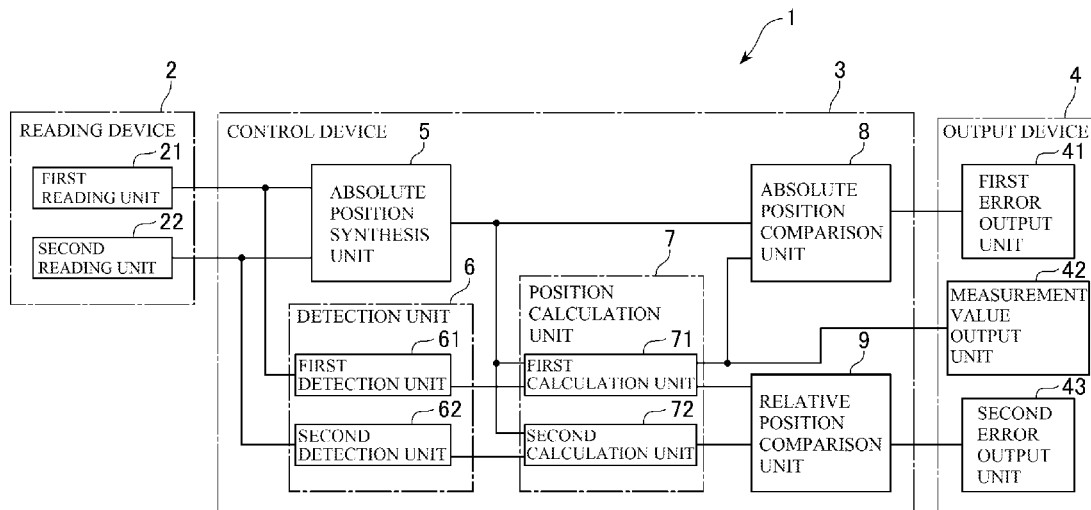 1
2
READING DEVICE
21
FIRST
READING UNIT
22
SECOND
READING UNIT
3
CONTROL DEVICE
5
ABSOLUTE
POSITION
SYNTHESIS
UNIT
6
DETECTION UNIT
61
FIRST
DETECTION UNIT
62
SECOND
DETECTION UNIT
7
POSITION
CALCULATION
UNIT
71
FIRST
CALCULATION UNIT
72
SECOND
CALCULATION UNIT
8
ABSOLUTE
POSITION
COMPARISON
UNIT
9
RELATIVE
POSITION
COMPARISON
UNIT
4
OUTPUT DEVICE
41
FIRST
ERROR
OUTPUT
UNIT
42
MEASUREMENT
VALUE
OUTPUT
UNIT
43
SECOND
ERROR
OUTPUT
UNIT